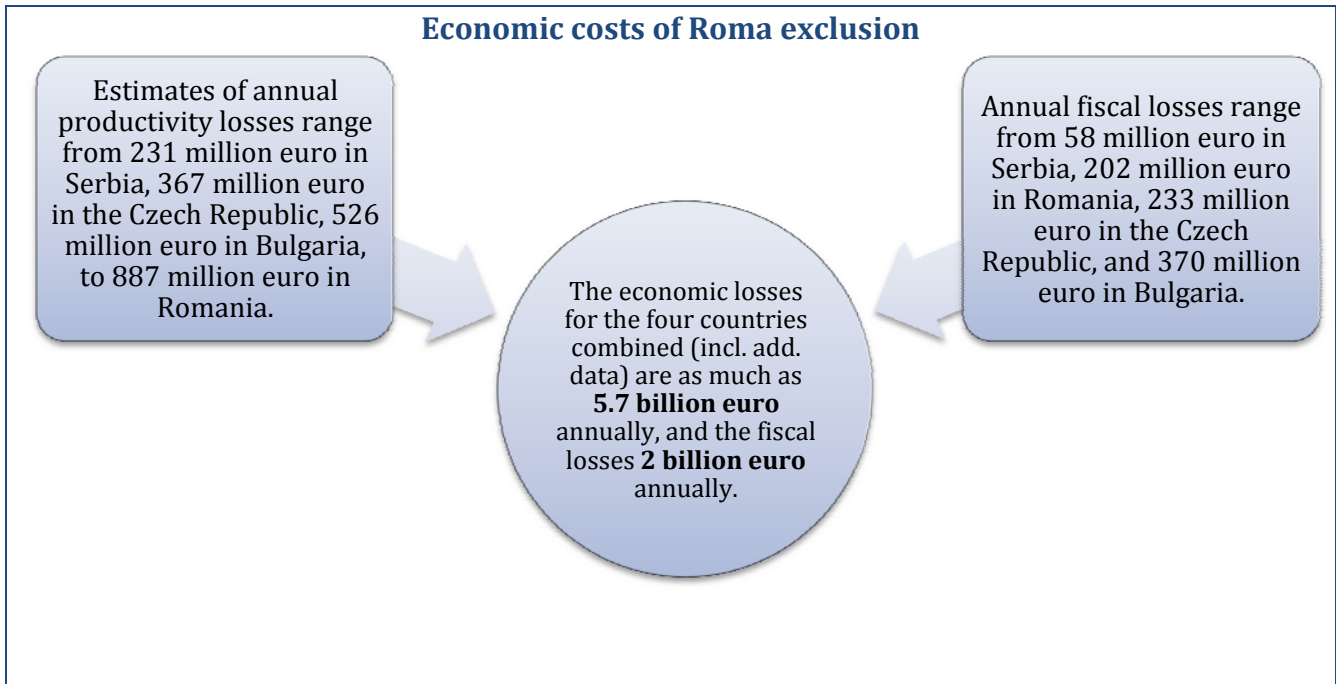 Economic costs of Roma exclusion
Estimates of annual
productivity losses range
from 231 million euro in
Serbia, 367 million euro
in the Czech Republic, 526
million euro in Bulgaria,
to 887 million euro in
Romania.
Annual fiscal losses range
from 58 million euro in
Serbia, 202 million euro
in Romania, 233 million
euro in the Czech
Republic, and 370 million
euro in Bulgaria.
The economic losses
for the four countries
combined (incl. add.
data) are as much as
5.7 billion euro
annually, and the fiscal
losses 2 billion euro
annually.